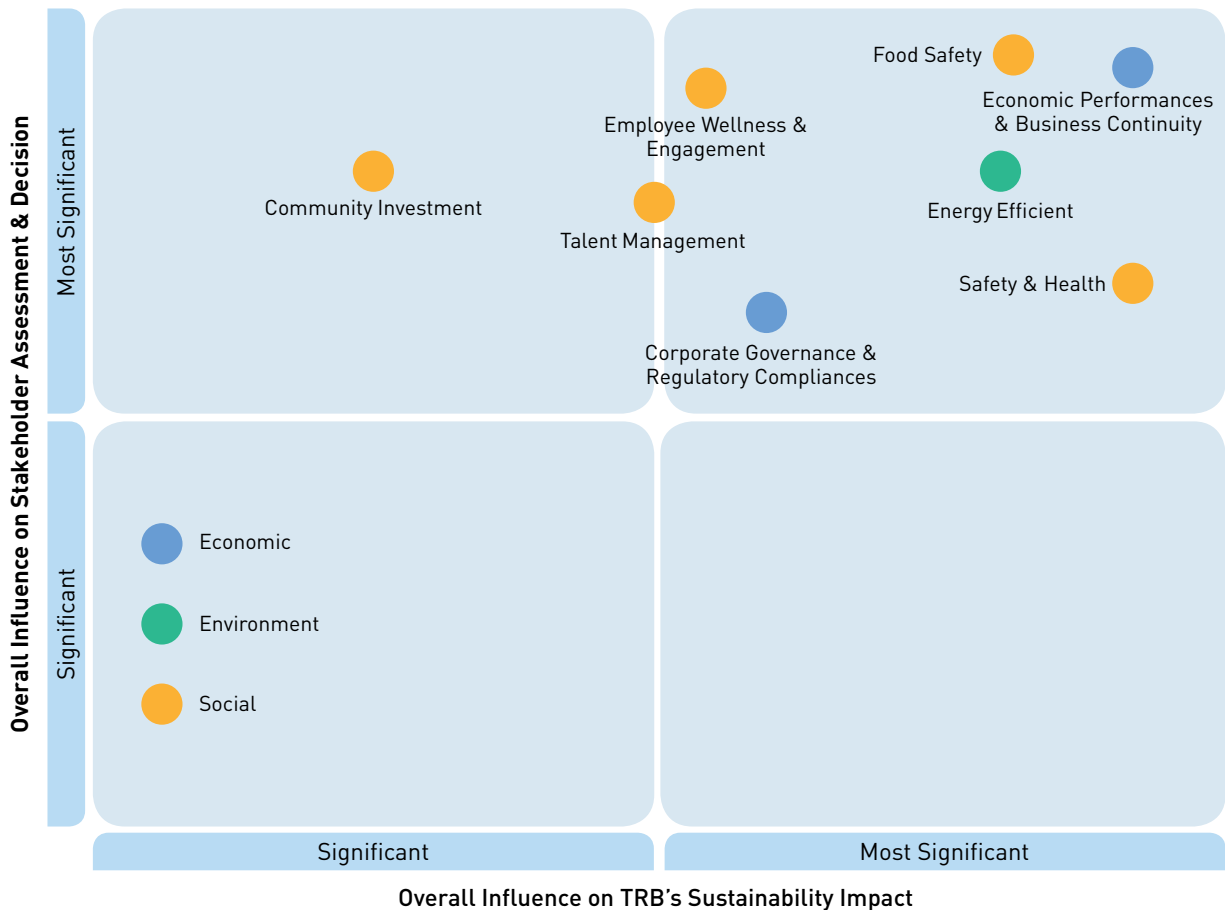 Overall Influence on Stakeholder Assessment & Decision
Most Significant
Significant
Food Safety
Economic Performances
& Business Continuity
Employee Wellness &
Engagement
Community Investment
Talent Management
Energy Efficient
Safety & Health
Corporate Governance &
Regulatory Compliances
Economic
Environment
Social
Significant
Most Significant
Overall Influence on TRB's Sustainability Impact